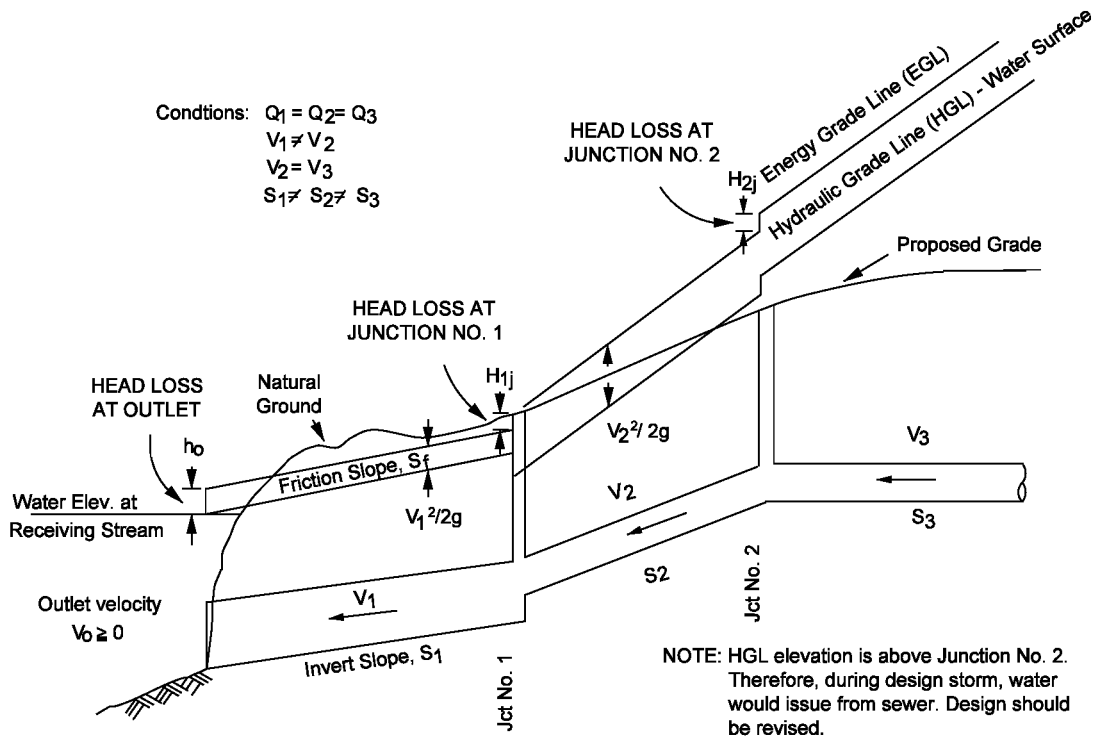 Condtions: Q1 = Q2= Q3
V1 ≠ V2
V2 = V3
S1≠ S2≠ S3
HEAD LOSS AT
JUNCTION NO. 2
H2j
Energy Grade Line (EGL)
Hydraulic Grade Line (HGL) - Water Surface
Proposed Grade
HEAD LOSS AT
JUNCTION NO. 1
H1j
HEAD LOSS
AT OUTLET
Natural
Ground
ho
Friction Slope, Sf
V2²/ 2g
V1²/2g
Water Elev. at
Receiving Stream
V3
V2
S3
S2
Outlet velocity
Vo ≧ 0
V1
Invert Slope, S1
Jct No. 1
Jct No. 2
NOTE: HGL elevation is above Junction No. 2.
Therefore, during design storm, water
would issue from sewer. Design should
be revised.